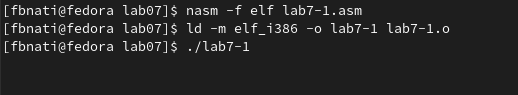 [fbnati@fedora lab07]$ nasm -f elf lab7-1.asm
[fbnati@fedora lab07]$ ld -m elf_i386 -o lab7-1 lab7-1.o
[fbnati@fedora lab07]$ ./lab7-1